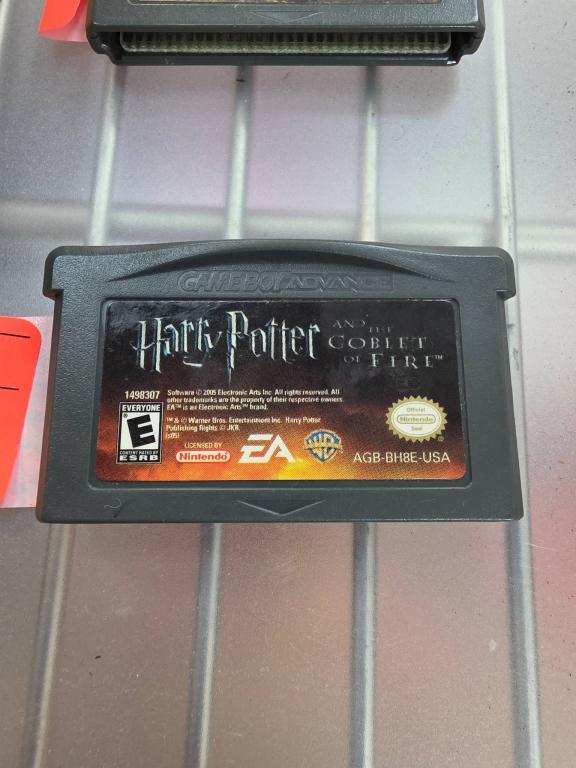 GAME BOY ADVANCE
Harry Potter
AND THE
GOBLET
OF FIRE™
1498307
Software © 2005 Electronic Arts Inc. All rights reserved. All
other trademarks are the property of their respective owners.
EA™ is an Electronic Arts™ brand.
™ & © Warner Bros. Entertainment Inc. Harry Potter
Publishing Rights © JKR.
(s05)
EVERYONE
E
CONTENT RATED BY
ESRB
LICENSED BY
Nintendo
EA
WB
Official
Nintendo
Seal
AGB-BH8E-USA